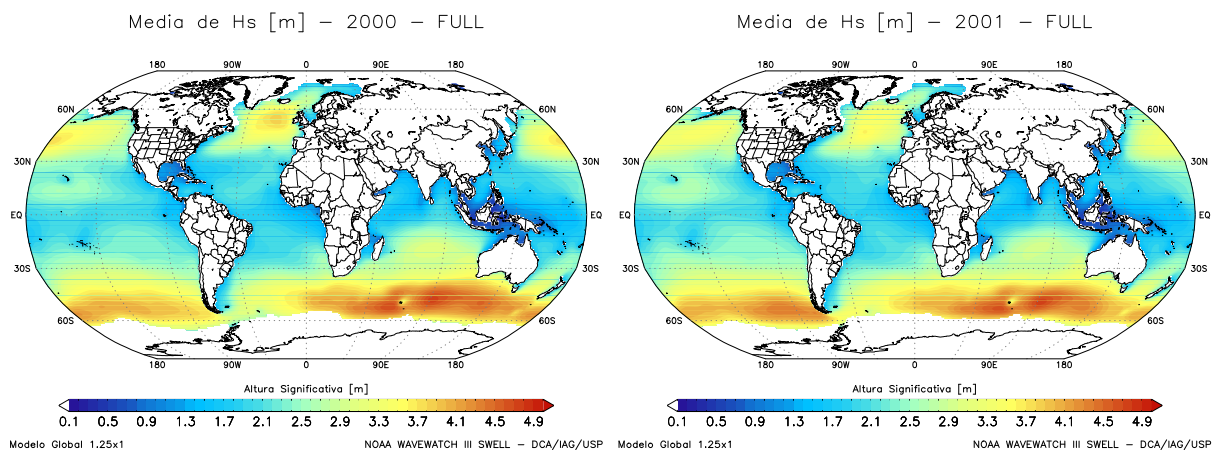 Media de Hs [m] − 2000 − FULL
180 90W 0 90E 180
60N 60N
30N 30N
EQ EQ
30S 30S
60S 60S
180 90W 0 90E 180
Altura Significativa [m]
0.1 0.5 0.9 1.3 1.7 2.1 2.5 2.9 3.3 3.7 4.1 4.5 4.9
Modelo Global 1.25x1 NOAA WAVEWATCH III SWELL − DCA/IAG/USP
Media de Hs [m] − 2001 − FULL
180 90W 0 90E 180
60N 60N
30N 30N
EQ EQ
30S 30S
60S 60S
180 90W 0 90E 180
Altura Significativa [m]
0.1 0.5 0.9 1.3 1.7 2.1 2.5 2.9 3.3 3.7 4.1 4.5 4.9
Modelo Global 1.25x1 NOAA WAVEWATCH III SWELL − DCA/IAG/USP